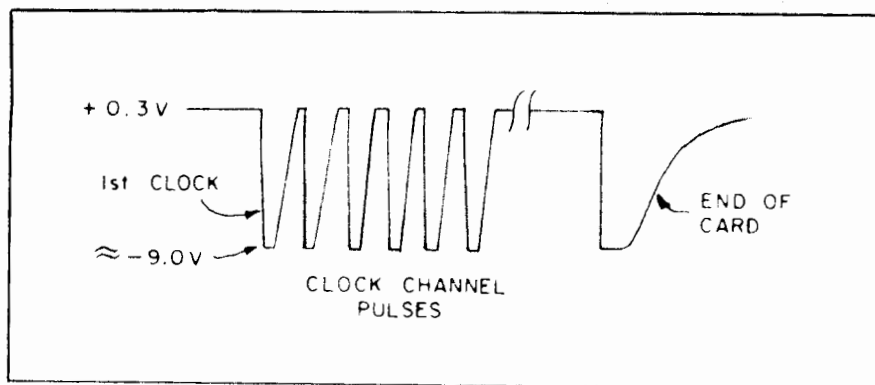 + 0.3V
1st CLOCK
≈ -9.0V
CLOCK CHANNEL
PULSES
END OF
CARD